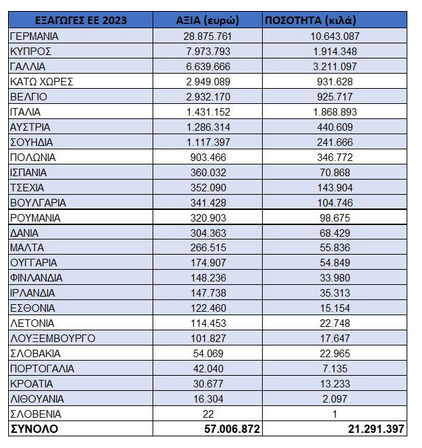 ΕΞΑΓΩΓΕΣ ΕΕ 2023 ΑΞΙΑ (ευρώ) ΠΟΣΟΤΗΤΑ (κιλά)
ΓΕΡΜΑΝΙΑ 28.875.761 10.643.087
ΚΥΠΡΟΣ 7.973.793 1.914.348
ΓΑΛΛΙΑ 6.639.666 3.211.097
ΚΑΤΩ ΧΩΡΕΣ 2.949.089 931.628
ΒΕΛΓΙΟ 2.932.170 925.717
ΙΤΑΛΙΑ 1.431.152 1.868.893
ΑΥΣΤΡΙΑ 1.286.314 440.609
ΣΟΥΗΔΙΑ 1.117.397 241.666
ΠΟΛΩΝΙΑ 903.466 346.772
ΙΣΠΑΝΙΑ 360.032 70.868
ΤΣΕΧΙΑ 352.090 143.904
ΒΟΥΛΓΑΡΙΑ 341.428 104.746
ΡΟΥΜΑΝΙΑ 320.903 98.675
ΔΑΝΙΑ 304.363 68.429
ΜΑΛΤΑ 266.515 55.836
ΟΥΓΓΑΡΙΑ 174.907 54.849
ΦΙΝΛΑΝΔΙΑ 148.236 33.980
ΙΡΛΑΝΔΙΑ 147.738 35.313
ΕΣΘΟΝΙΑ 122.460 15.154
ΛΕΤΟΝΙΑ 114.453 22.748
ΛΟΥΞΕΜΒΟΥΡΓΟ 101.827 17.647
ΣΛΟΒΑΚΙΑ 54.069 22.965
ΠΟΡΤΟΓΑΛΙΑ 42.040 7.135
ΚΡΟΑΤΙΑ 30.677 13.233
ΛΙΘΟΥΑΝΙΑ 16.304 2.097
ΣΛΟΒΕΝΙΑ 22 1
ΣΥΝΟΛΟ 57.006.872 21.291.397